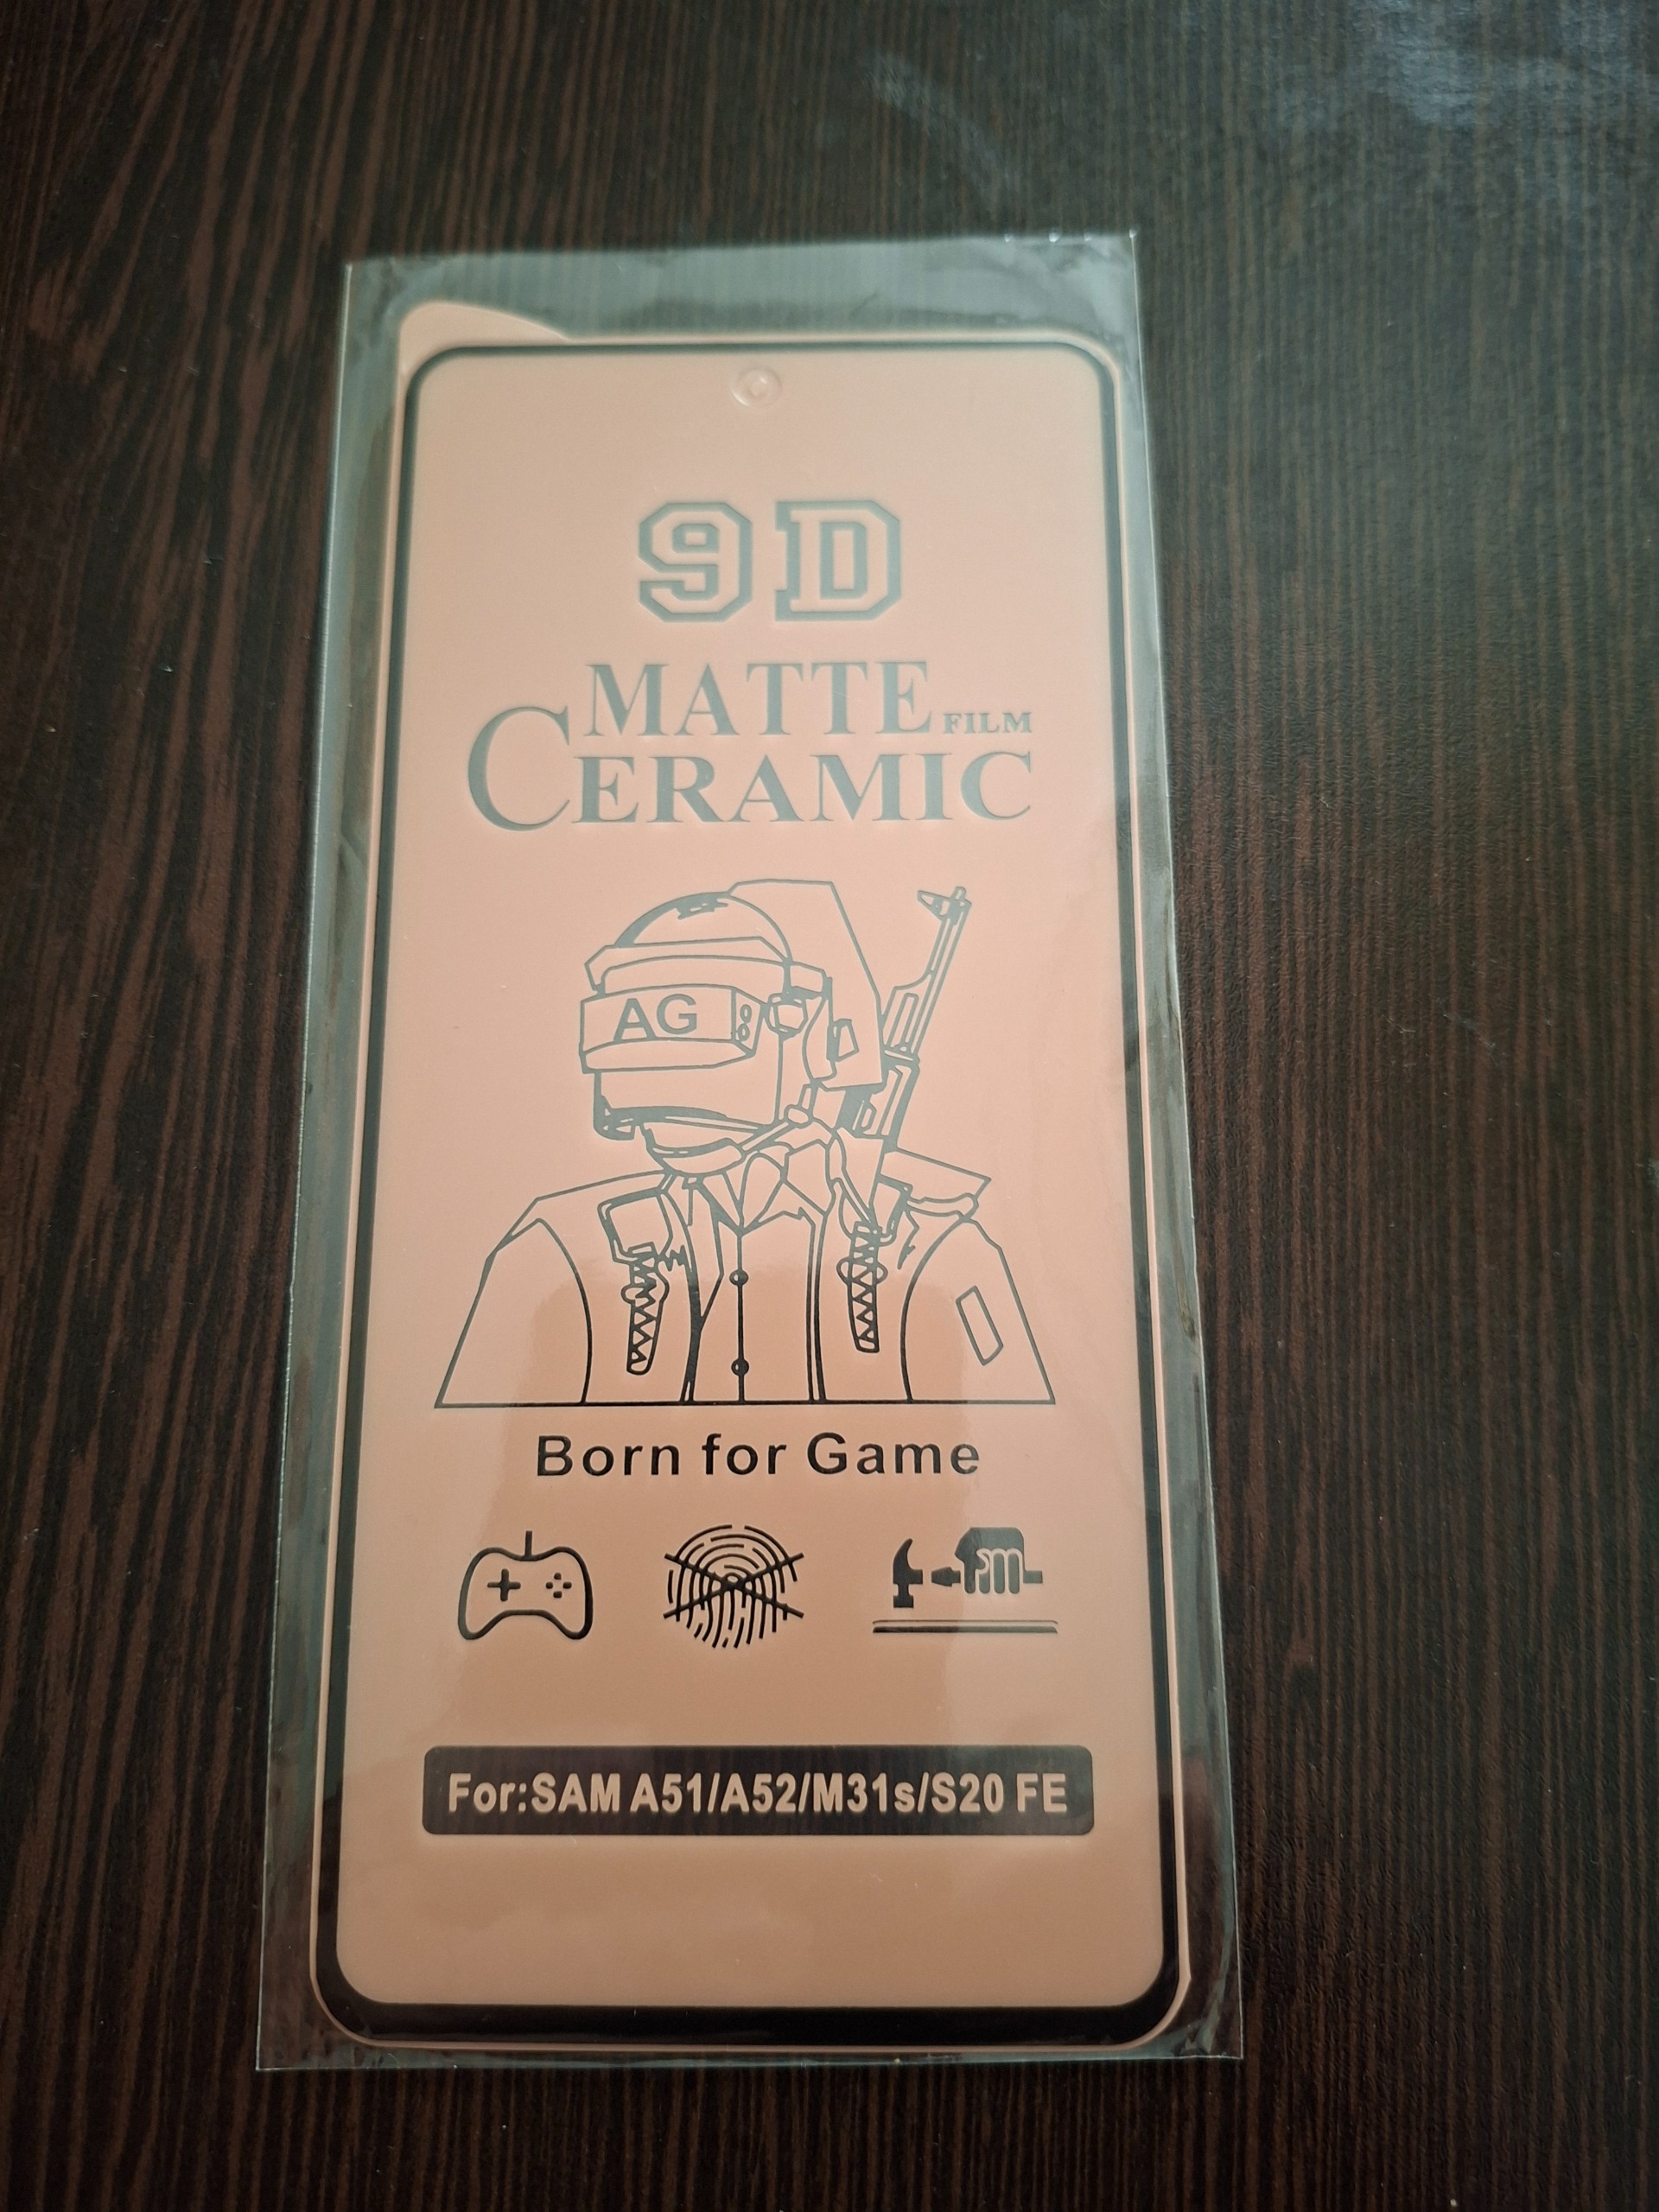 9D
MATTE FILM
CERAMIC
AG
Born for Game
For:SAM A51/A52/M31s/S20 FE